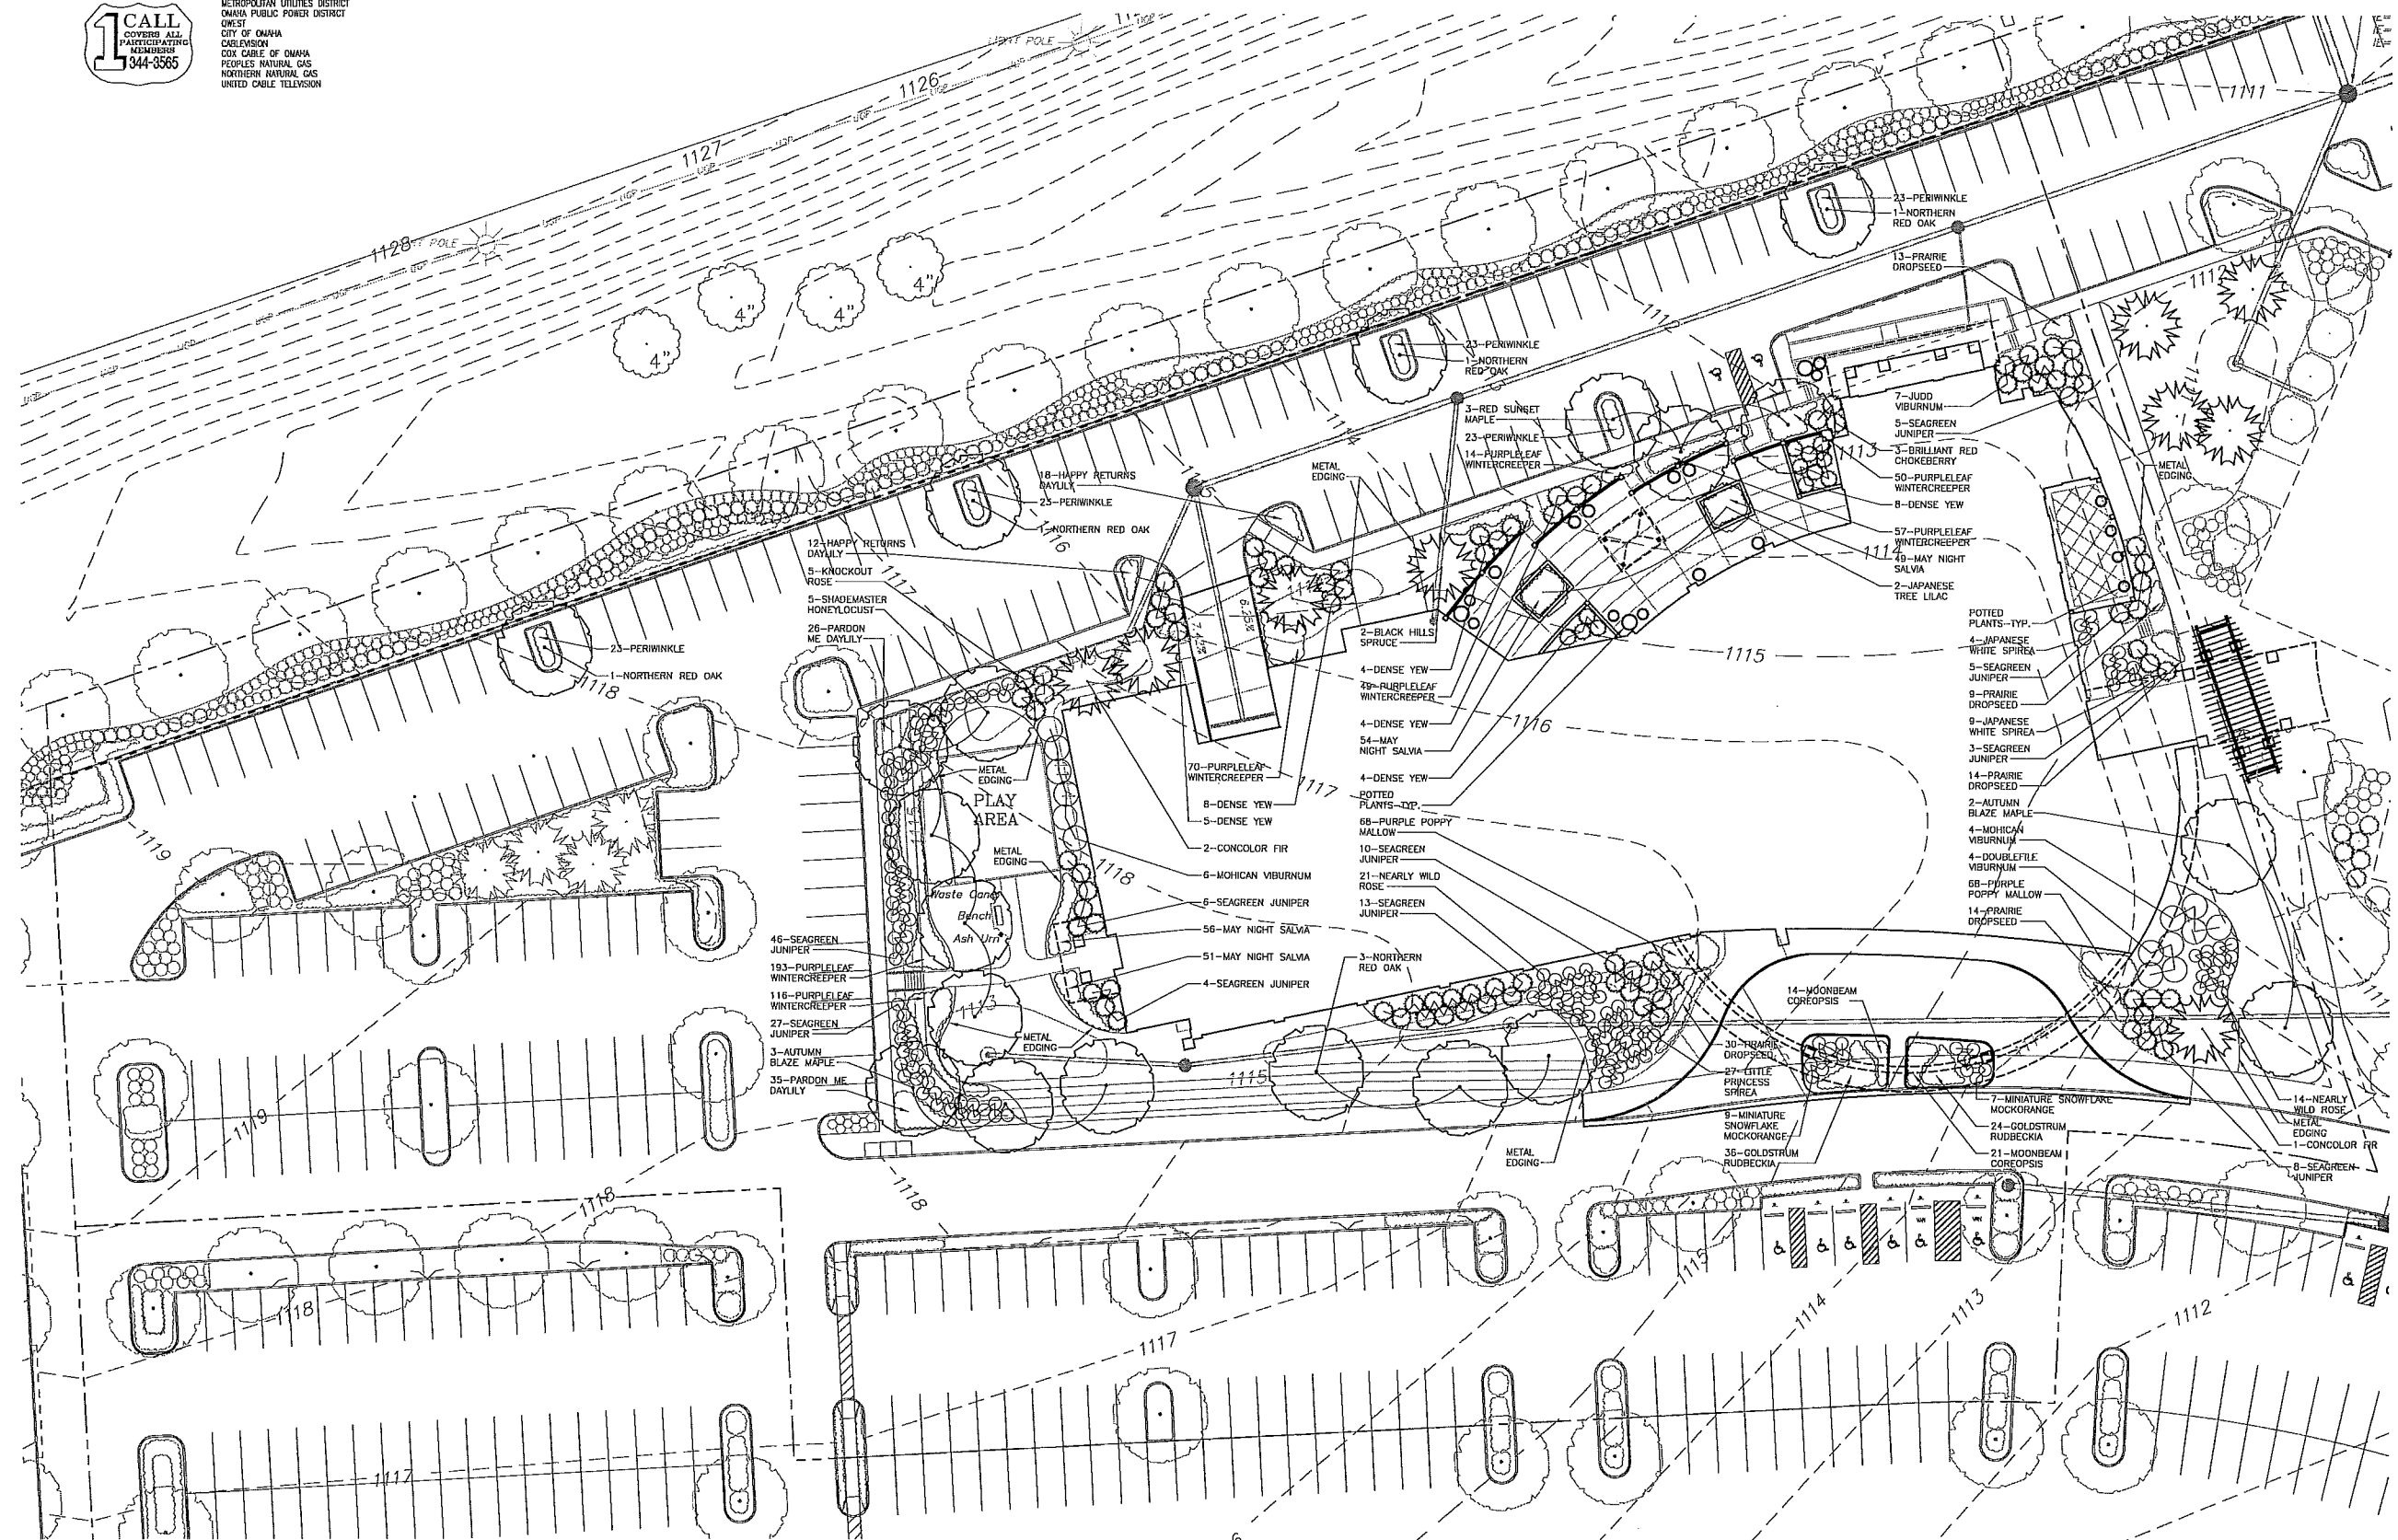 1 CALL
COVERS ALL
PARTICIPATING
MEMBERS
344-3565
METROPOLITAN UTILITIES DISTRICT
OMAHA PUBLIC POWER DISTRICT
QWEST
CITY OF OMAHA
CABLEVISION
COX CABLE OF OMAHA
PEOPLES NATURAL GAS
NORTHERN NATURAL GAS
UNITED CABLE TELEVISION
LIGHT POLE
1126
1127
1128
POLE
UGP
4"
4"
4"
4"
1111
1112
23-PERIWINKLE
1-NORTHERN
RED OAK
13-PRAIRIE
DROPSEED
23-PERIWINKLE
1-NORTHERN
RED OAK
3-RED SUNSET
MAPLE
23-PERIWINKLE
14-PURPLELEAF
WINTERCREEPER
METAL
EDGING
1114
7-JUDD
VIBURNUM
5-SEAGREEN
JUNIPER
1113
3-BRILLIANT RED
CHOKEBERRY
50-PURPLELEAF
WINTERCREEPER
8-DENSE YEW
57-PURPLELEAF
WINTERCREEPER
1114
49-MAY NIGHT
SALVIA
2-JAPANESE
TREE LILAC
METAL
EDGING
18-HAPPY RETURNS
DAYLILY
23-PERIWINKLE
1-NORTHERN RED OAK
1116
1117
12-HAPPY RETURNS
DAYLILY
5-KNOCKOUT
ROSE
5-SHADEMASTER
HONEYLOCUST
26-PARDON
ME DAYLILY
23-PERIWINKLE
1-NORTHERN RED OAK
1118
6.25%
2-BLACK HILLS
SPRUCE
4-DENSE YEW
49-PURPLELEAF
WINTERCREEPER
4-DENSE YEW
54-MAY
NIGHT SALVIA
4-DENSE YEW
POTTED
PLANTS-TYP.
68-PURPLE POPPY
MALLOW
10-SEAGREEN
JUNIPER
21-NEARLY WILD
ROSE
13-SEAGREEN
JUNIPER
3-NORTHERN
RED OAK
1115
1116
1117
POTTED
PLANTS-TYP.
4-JAPANESE
WHITE SPIREA
5-SEAGREEN
JUNIPER
9-PRAIRIE
DROPSEED
9-JAPANESE
WHITE SPIREA
3-SEAGREEN
JUNIPER
14-PRAIRIE
DROPSEED
2-AUTUMN
BLAZE MAPLE
4-MOHICAN
VIBURNUM
4-DOUBLEFILE
VIBURNUM
68-PURPLE
POPPY MALLOW
14-PRAIRIE
DROPSEED
METAL
EDGING
PLAY
AREA
METAL
EDGING
70-PURPLELEAF
WINTERCREEPER
8-DENSE YEW
5-DENSE YEW
2-CONCOLOR FIR
6-MOHICAN VIBURNUM
6-SEAGREEN JUNIPER
56-MAY NIGHT SALVIA
51-MAY NIGHT SALVIA
4-SEAGREEN JUNIPER
1118
Waste Can
Bench
Ash Urn
1119
46-SEAGREEN
JUNIPER
193-PURPLELEAF
WINTERCREEPER
116-PURPLELEAF
WINTERCREEPER
27-SEAGREEN
JUNIPER
3-AUTUMN
BLAZE MAPLE
35-PARDON ME
DAYLILY
METAL
EDGING
1115
14-MOONBEAM
COREOPSIS
30-PRAIRIE
DROPSEED
27-LITTLE
PRINCESS
SPIREA
9-MINIATURE
SNOWFLAKE
MOCKORANGE
36-GOLDSTRUM
RUDBECKIA
METAL
EDGING
7-MINIATURE SNOWFLAKE
MOCKORANGE
24-GOLDSTRUM
RUDBECKIA
21-MOONBEAM
COREOPSIS
14-NEARLY
WILD ROSE
METAL
EDGING
1-CONCOLOR FIR
8-SEAGREEN
JUNIPER
1119
1118
1118
1118
1117
1117
1115
1114
1113
1112
VAN
VAN